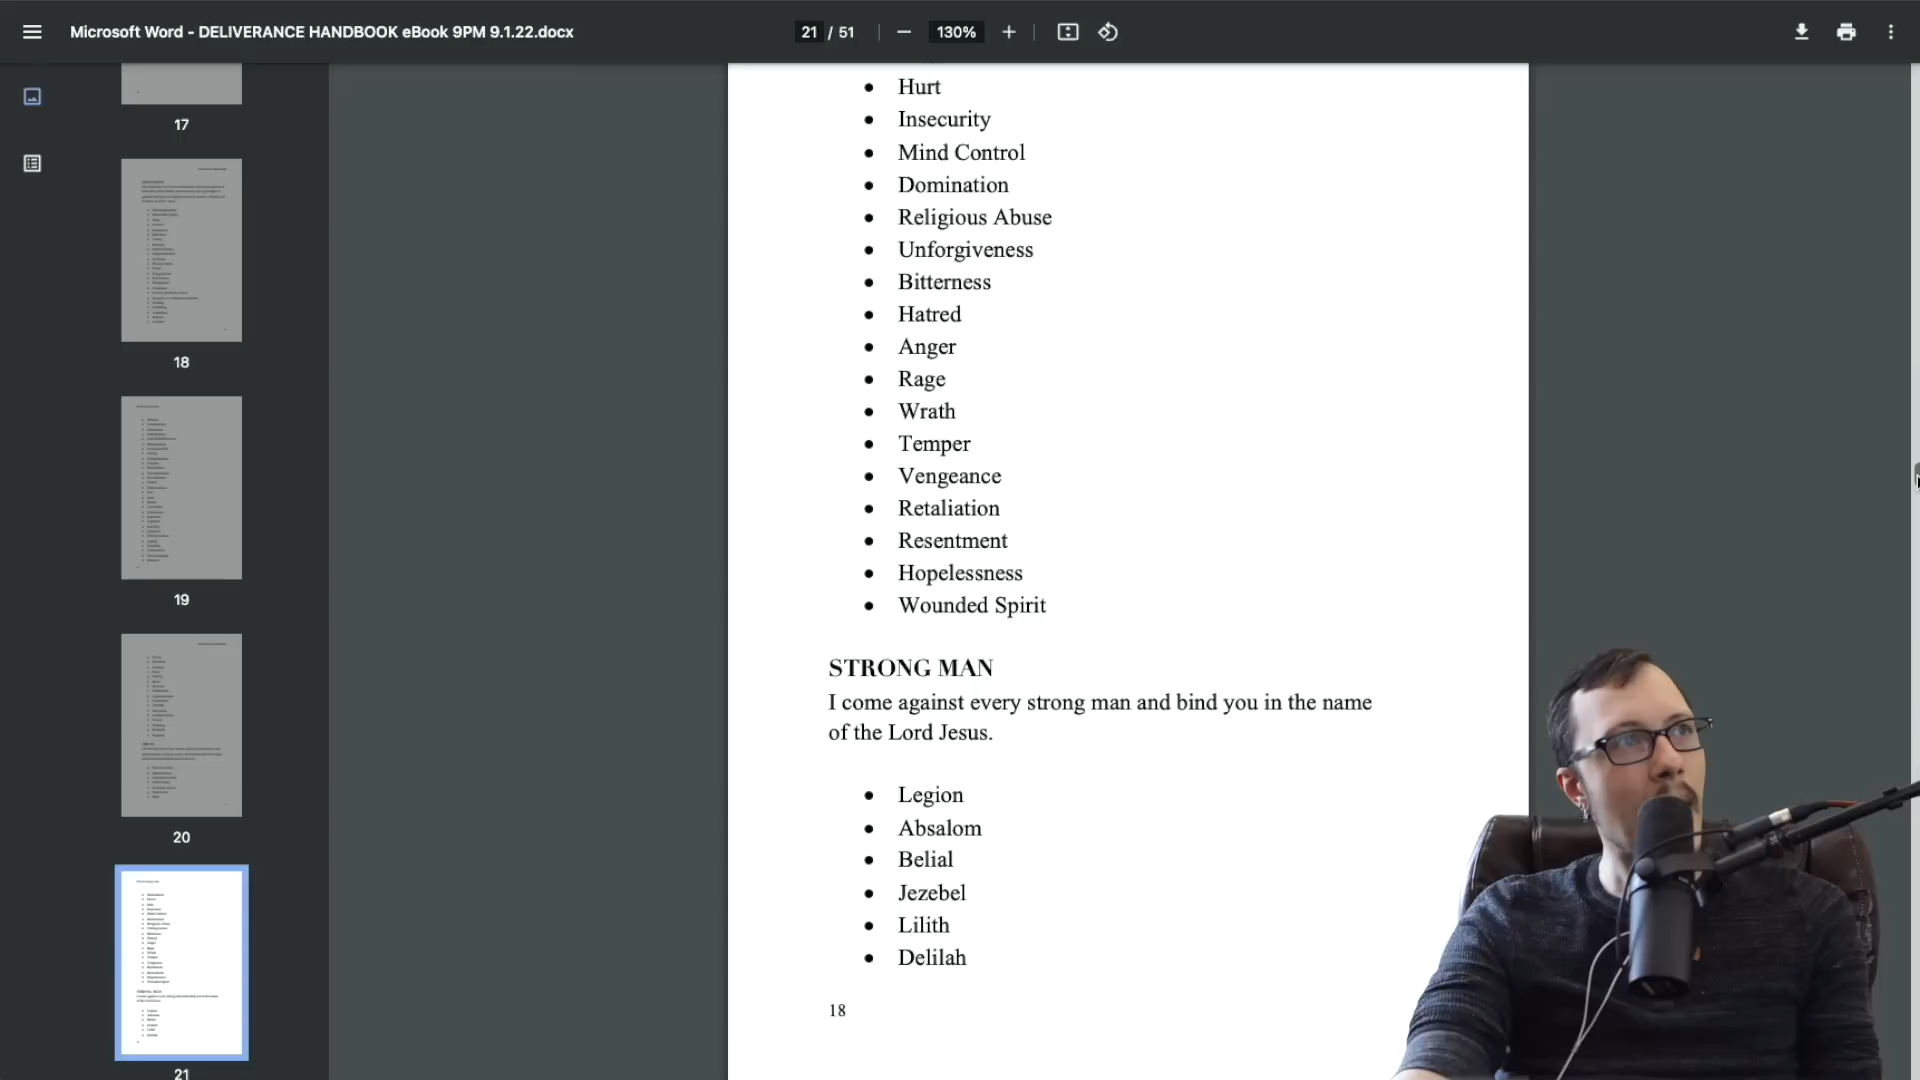 Microsoft Word - DELIVERANCE HANDBOOK eBook 9PM 9.1.22.docx
21 / 51
130%
17
18
19
20
21
• Hurt
• Insecurity
• Mind Control
• Domination
• Religious Abuse
• Unforgiveness
• Bitterness
• Hatred
• Anger
• Rage
• Wrath
• Temper
• Vengeance
• Retaliation
• Resentment
• Hopelessness
• Wounded Spirit
STRONG MAN
I come against every strong man and bind you in the name
of the Lord Jesus.
• Legion
• Absalom
• Belial
• Jezebel
• Lilith
• Delilah
18